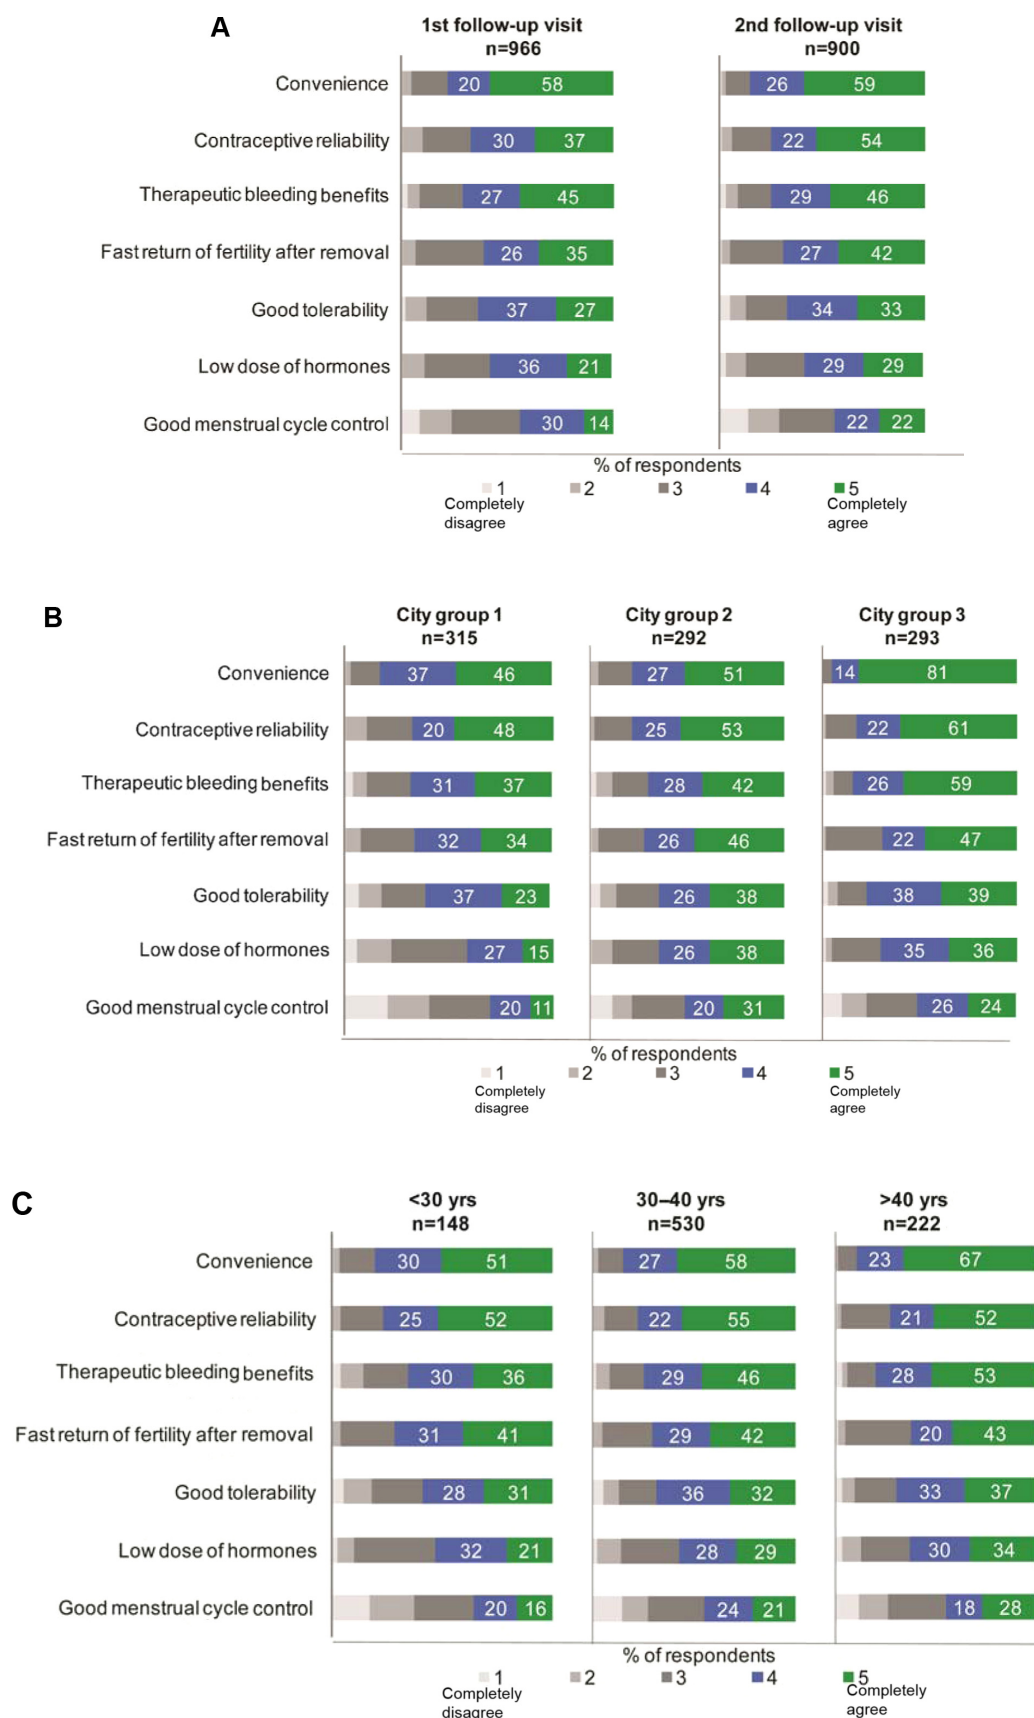 A
1st follow-up visit
n=966
2nd follow-up visit
n=900
Convenience 20 58 26 59
Contraceptive reliability 30 37 22 54
Therapeutic bleeding benefits 27 45 29 46
Fast return of fertility after removal 26 35 27 42
Good tolerability 37 27 34 33
Low dose of hormones 36 21 29 29
Good menstrual cycle control 30 14 22 22
% of respondents
1 2 3 4 5
Completely disagree
Completely agree
B
City group 1
n=315
City group 2
n=292
City group 3
n=293
Convenience 37 46 27 51 14 81
Contraceptive reliability 20 48 25 53 22 61
Therapeutic bleeding benefits 31 37 28 42 26 59
Fast return of fertility after removal 32 34 26 46 22 47
Good tolerability 37 23 26 38 38 39
Low dose of hormones 27 15 26 38 35 36
Good menstrual cycle control 20 11 20 31 26 24
% of respondents
1 2 3 4 5
Completely disagree
Completely agree
C
<30 yrs
n=148
30–40 yrs
n=530
>40 yrs
n=222
Convenience 30 51 27 58 23 67
Contraceptive reliability 25 52 22 55 21 52
Therapeutic bleeding benefits 30 36 29 46 28 53
Fast return of fertility after removal 31 41 29 42 20 43
Good tolerability 28 31 36 32 33 37
Low dose of hormones 32 21 28 29 30 34
Good menstrual cycle control 20 16 24 21 18 28
% of respondents
1 2 3 4 5
Completely disagree
Completely agree